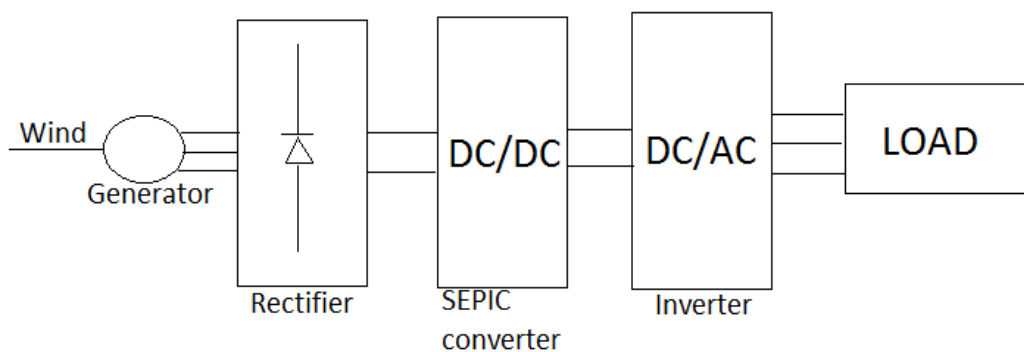 Wind
Generator
Rectifier
DC/DC
SEPIC
converter
DC/AC
Inverter
LOAD